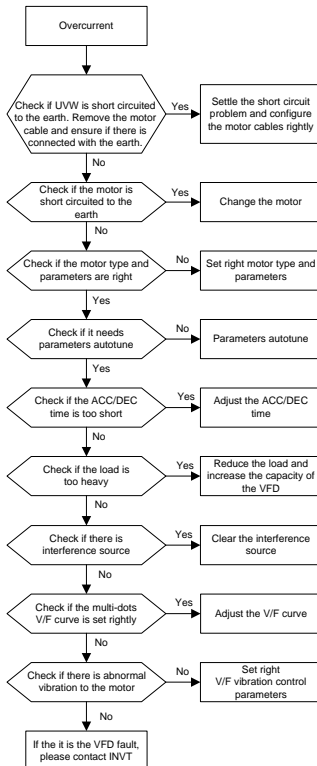 Overcurrent
Check if UVW is short circuited
to the earth. Remove the motor
cable and ensure if there is
connected with the earth.
Yes
Settle the short circuit
problem and configure
the motor cables rightly
No
Check if the motor is
short circuited to the
earth
Yes
Change the motor
No
Check if the motor type and
parameters are right
No
Set right motor type and
parameters
Yes
Check if it needs
parameters autotune
No
Parameters autotune
Yes
Check if the ACC/DEC
time is too short
Yes
Adjust the ACC/DEC
time
No
Check if the load is
too heavy
Yes
Reduce the load and
increase the capacity of
the VFD
No
Check if there is
interference source
Yes
Clear the interference
source
No
Check if the multi-dots
V/F curve is set rightly
Yes
Adjust the V/F curve
No
Check if there is abnormal
vibration to the motor
No
Set right
V/F vibration control
parameters
No
If the it is the VFD fault,
please contact INVT